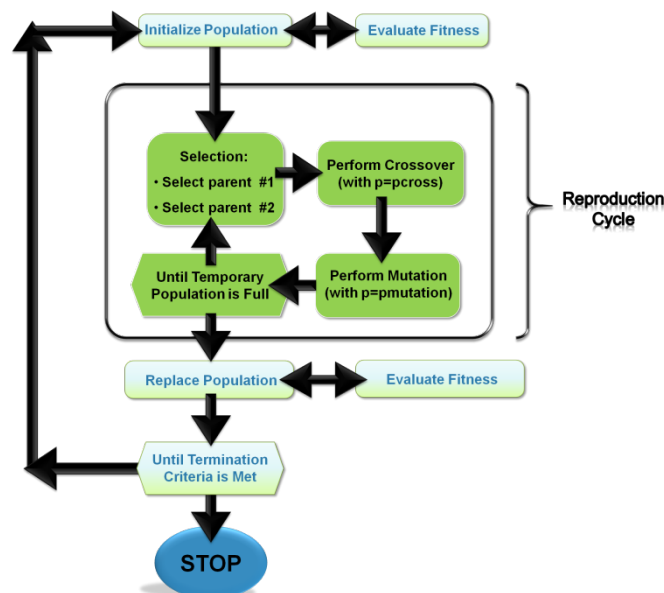 Initialize Population
Evaluate Fitness
Selection:
• Select parent #1
• Select parent #2
Perform Crossover
(with p=pcross)
Reproduction
Cycle
Until Temporary
Population is Full
Perform Mutation
(with p=pmutation)
Replace Population
Evaluate Fitness
Until Termination
Criteria is Met
STOP